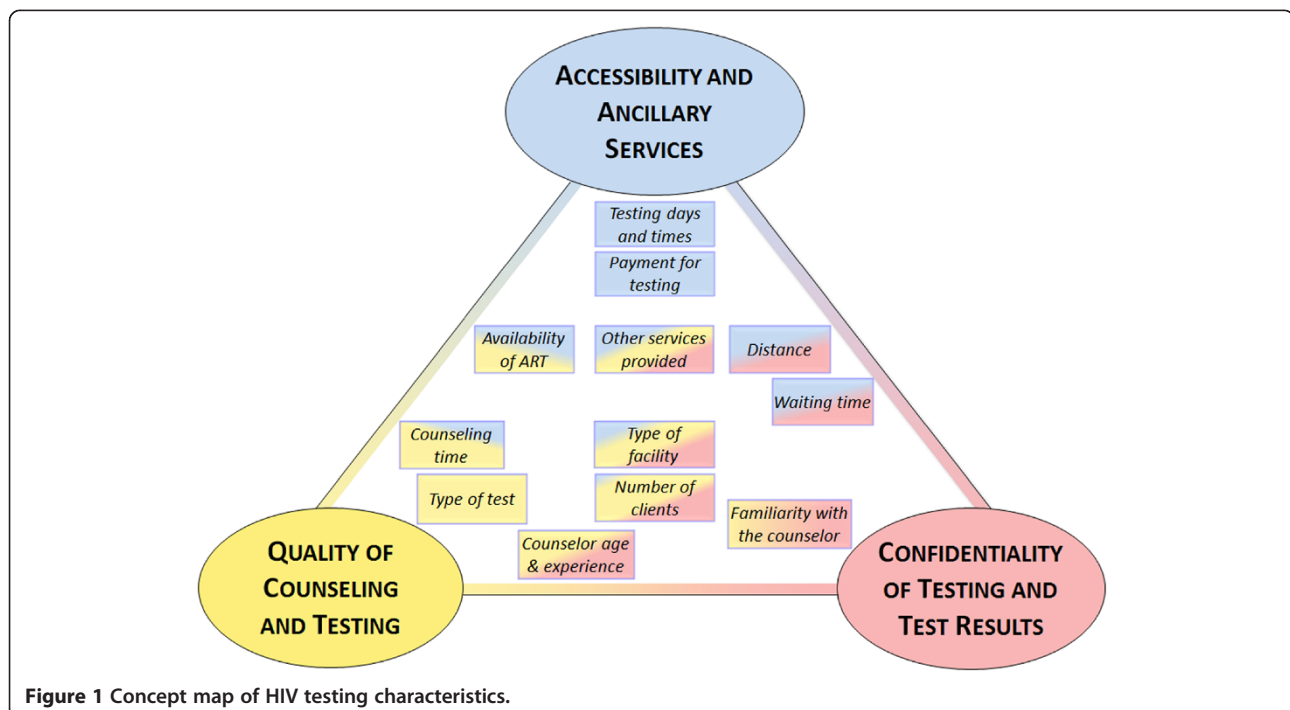 ACCESSIBILITY AND
ANCILLARY
SERVICES
Testing days
and times
Payment for
testing
Availability
of ART
Other services
provided
Distance
Waiting time
Counseling
time
Type of
facility
Type of test
Number of
clients
Familiarity with
the counselor
Counselor age
& experience
QUALITY OF
COUNSELING
AND TESTING
CONFIDENTIALITY
OF TESTING AND
TEST RESULTS
Figure 1 Concept map of HIV testing characteristics.